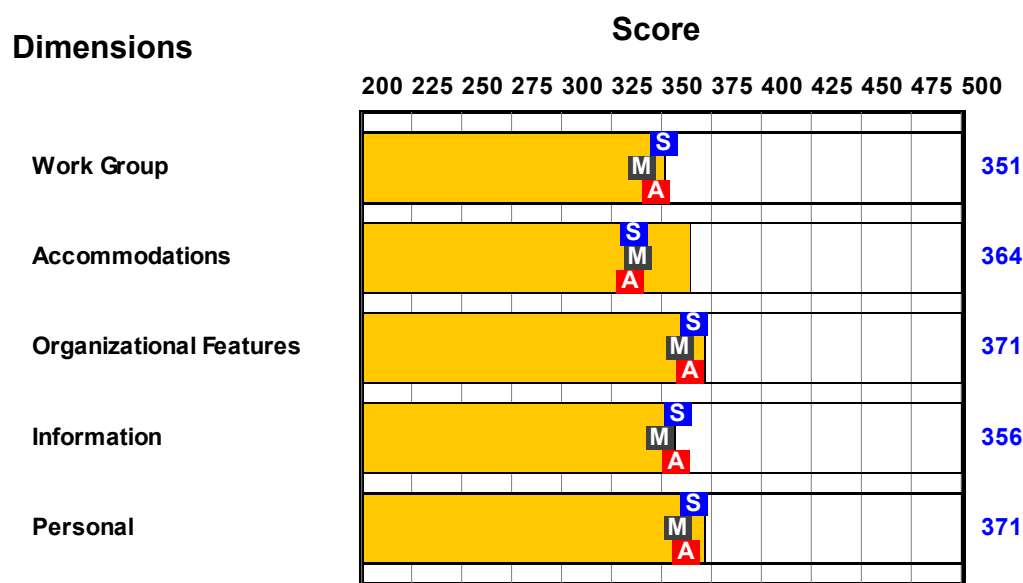 Score
Dimensions
200 225 250 275 300 325 350 375 400 425 450 475 500
S
Work Group M 351
A
S
Accommodations M 364
A
S
Organizational Features M 371
A
S
Information M 356
A
S
Personal M 371
A